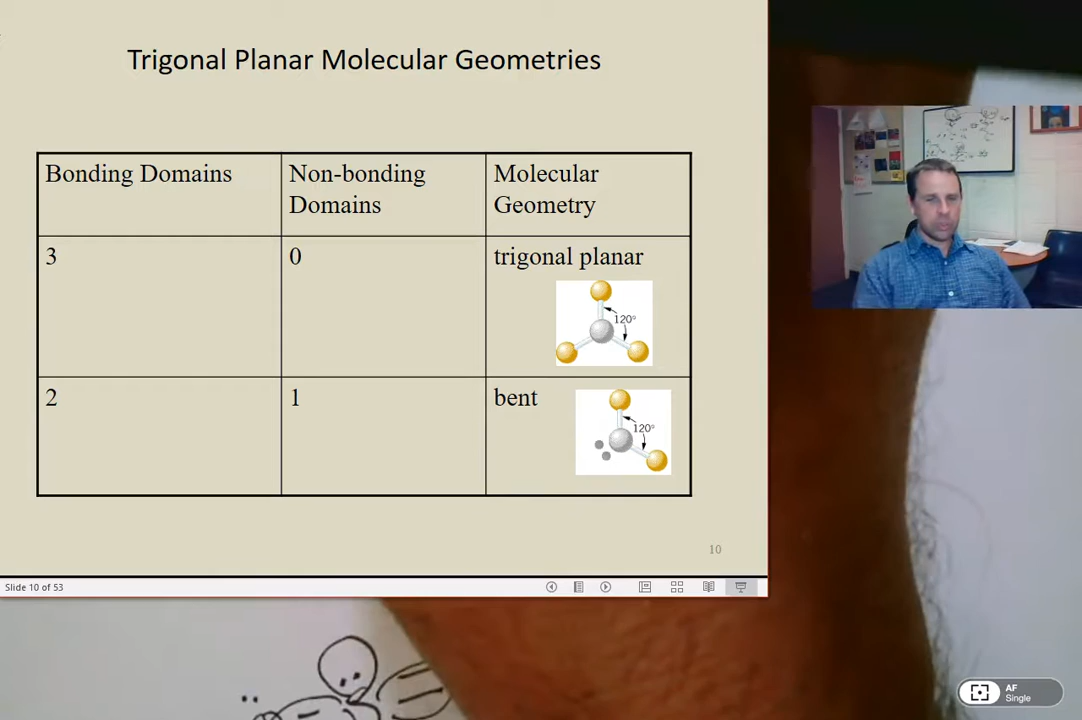 Trigonal Planar Molecular Geometries
Bonding Domains
Non-bonding
Domains
Molecular
Geometry
3
0
trigonal planar
120°
2
1
bent
120°
10
Slide 10 of 53
AF
Single